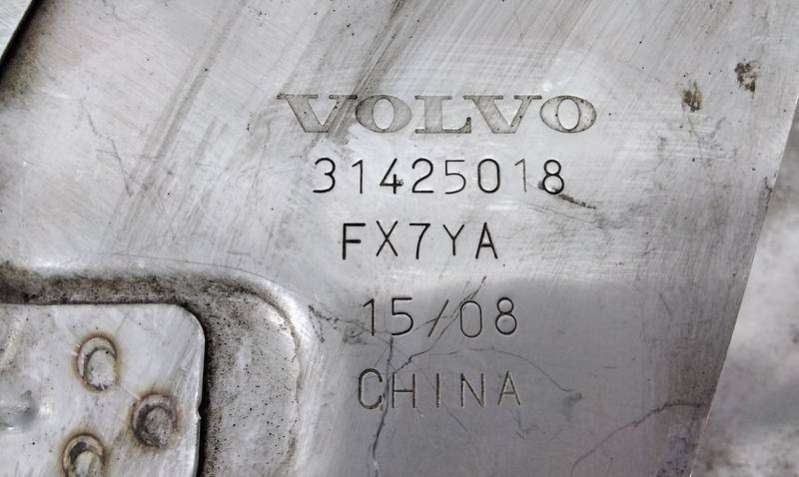 VOLVO
31425018
FX7YA
15/08
CHINA